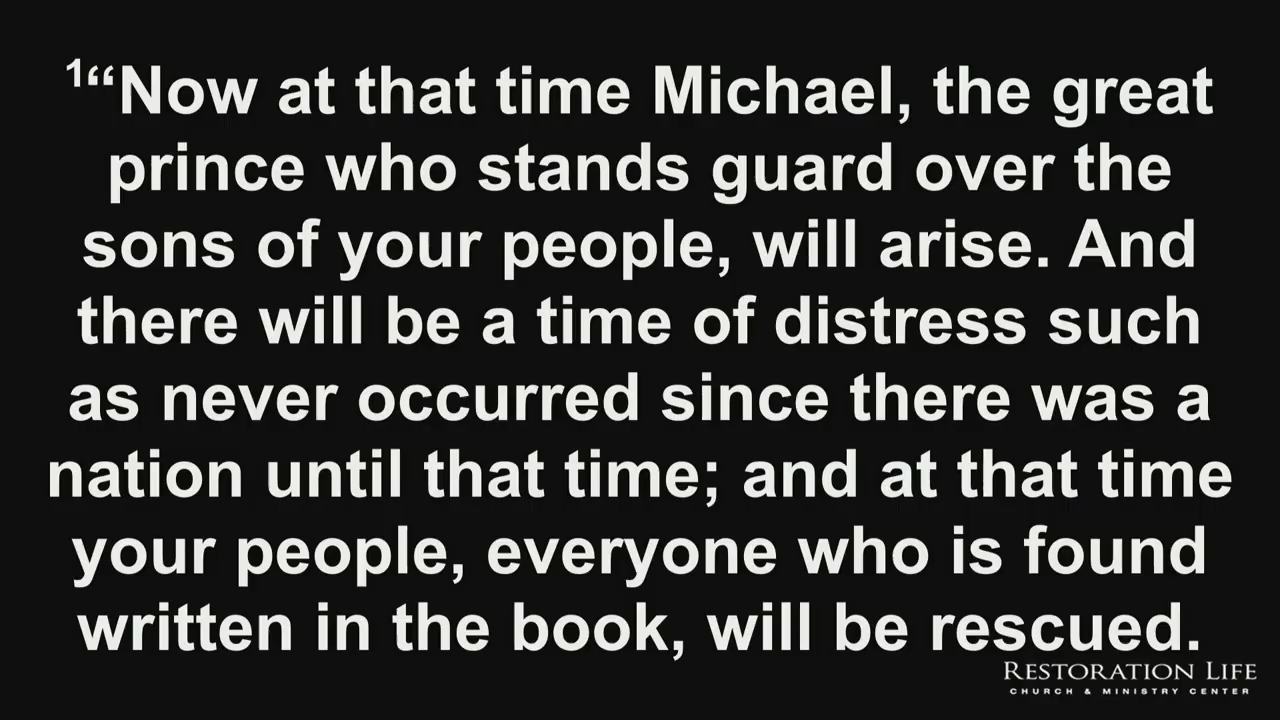 1“Now at that time Michael, the great
prince who stands guard over the
sons of your people, will arise. And
there will be a time of distress such
as never occurred since there was a
nation until that time; and at that time
your people, everyone who is found
written in the book, will be rescued.
RESTORATION LIFE
CHURCH & MINISTRY CENTER